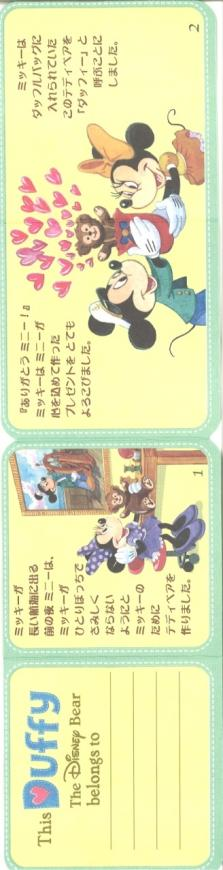 This Duffy
The Disney Bear
belongs to
ミッキーが
長い航海に出る
前の夜 ミニーは、
ミッキーが
ひとりぼっちで
さみしく
ならない
ようにと
ミッキーの
ために
テディベアを
作りました。
1
『ありがとう ミニー！』
ミッキーは ミニーが
心を込めて作った
プレゼントを とても
よろこびました。
ミッキーは
ダッフルバッグに
入れられていた
このテディベアを
「ダッフィー」と
呼ぶことに
しました。
2